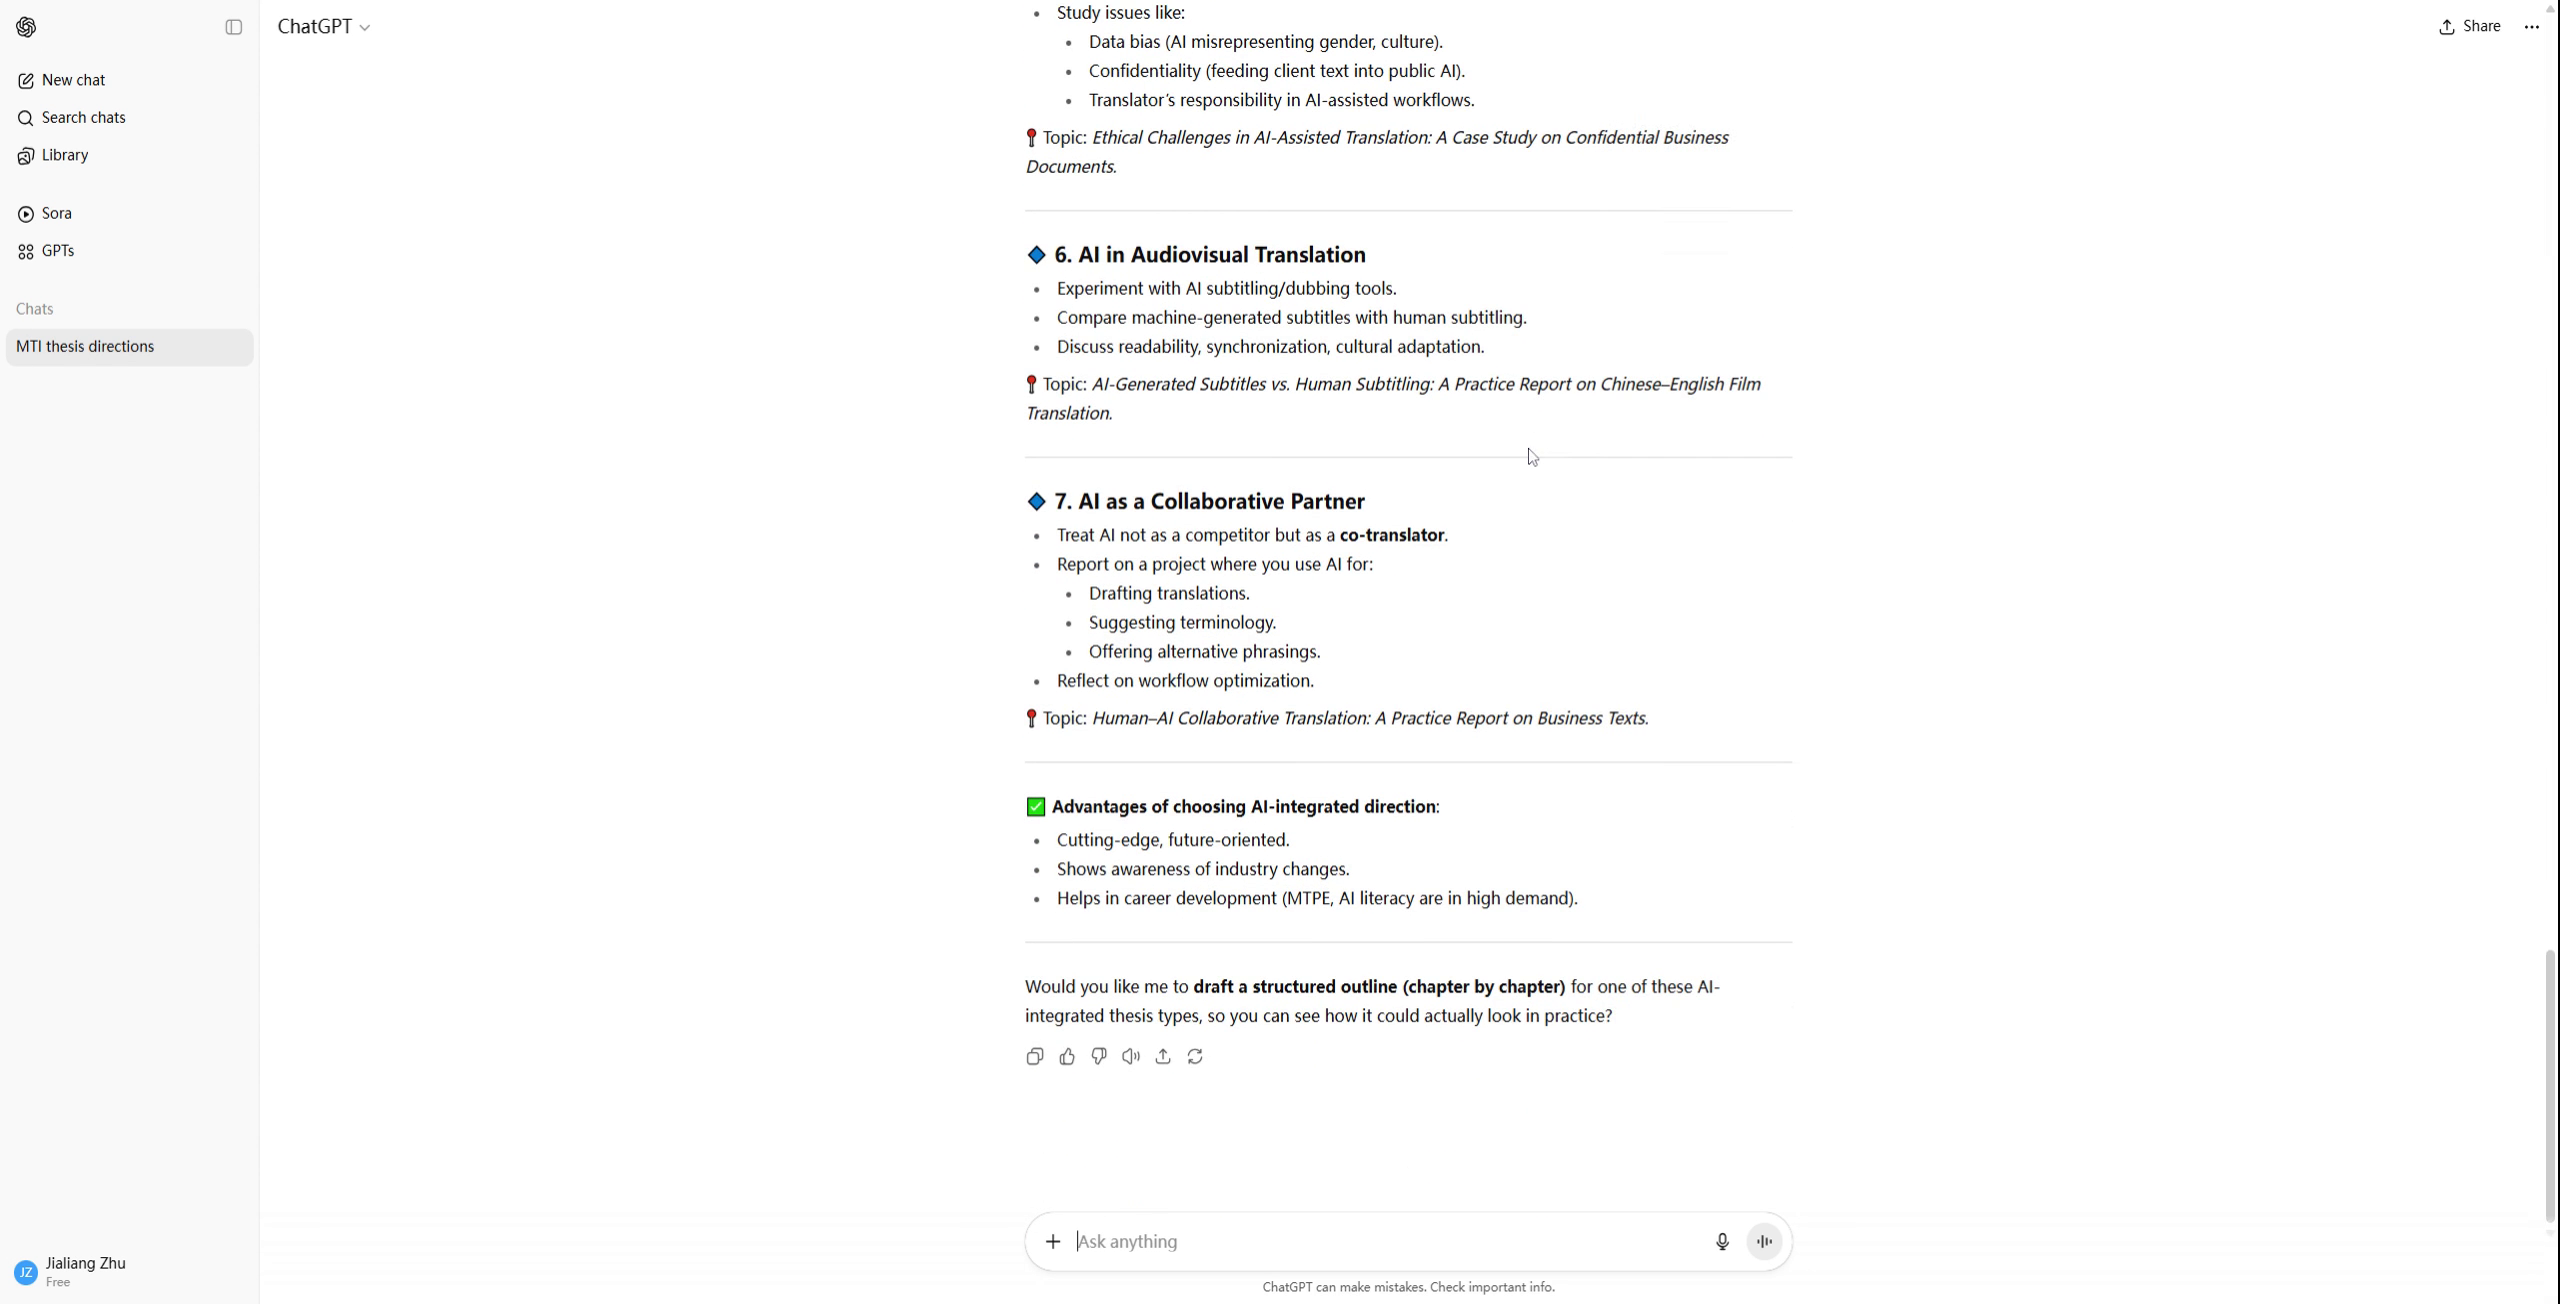 ChatGPT
Share
New chat
Search chats
Library
Sora
GPTs
Chats
MTI thesis directions
Study issues like:
Data bias (AI misrepresenting gender, culture).
Confidentiality (feeding client text into public AI).
Translator's responsibility in AI-assisted workflows.
Topic: Ethical Challenges in AI-Assisted Translation: A Case Study on Confidential Business
Documents.
6. AI in Audiovisual Translation
Experiment with AI subtitling/dubbing tools.
Compare machine-generated subtitles with human subtitling.
Discuss readability, synchronization, cultural adaptation.
Topic: AI-Generated Subtitles vs. Human Subtitling: A Practice Report on Chinese–English Film
Translation.
7. AI as a Collaborative Partner
Treat AI not as a competitor but as a co-translator.
Report on a project where you use AI for:
Drafting translations.
Suggesting terminology.
Offering alternative phrasings.
Reflect on workflow optimization.
Topic: Human–AI Collaborative Translation: A Practice Report on Business Texts.
Advantages of choosing AI-integrated direction:
Cutting-edge, future-oriented.
Shows awareness of industry changes.
Helps in career development (MTPE, AI literacy are in high demand).
Would you like me to draft a structured outline (chapter by chapter) for one of these AI-
integrated thesis types, so you can see how it could actually look in practice?
Ask anything
JZ
Jialiang Zhu
Free
ChatGPT can make mistakes. Check important info.